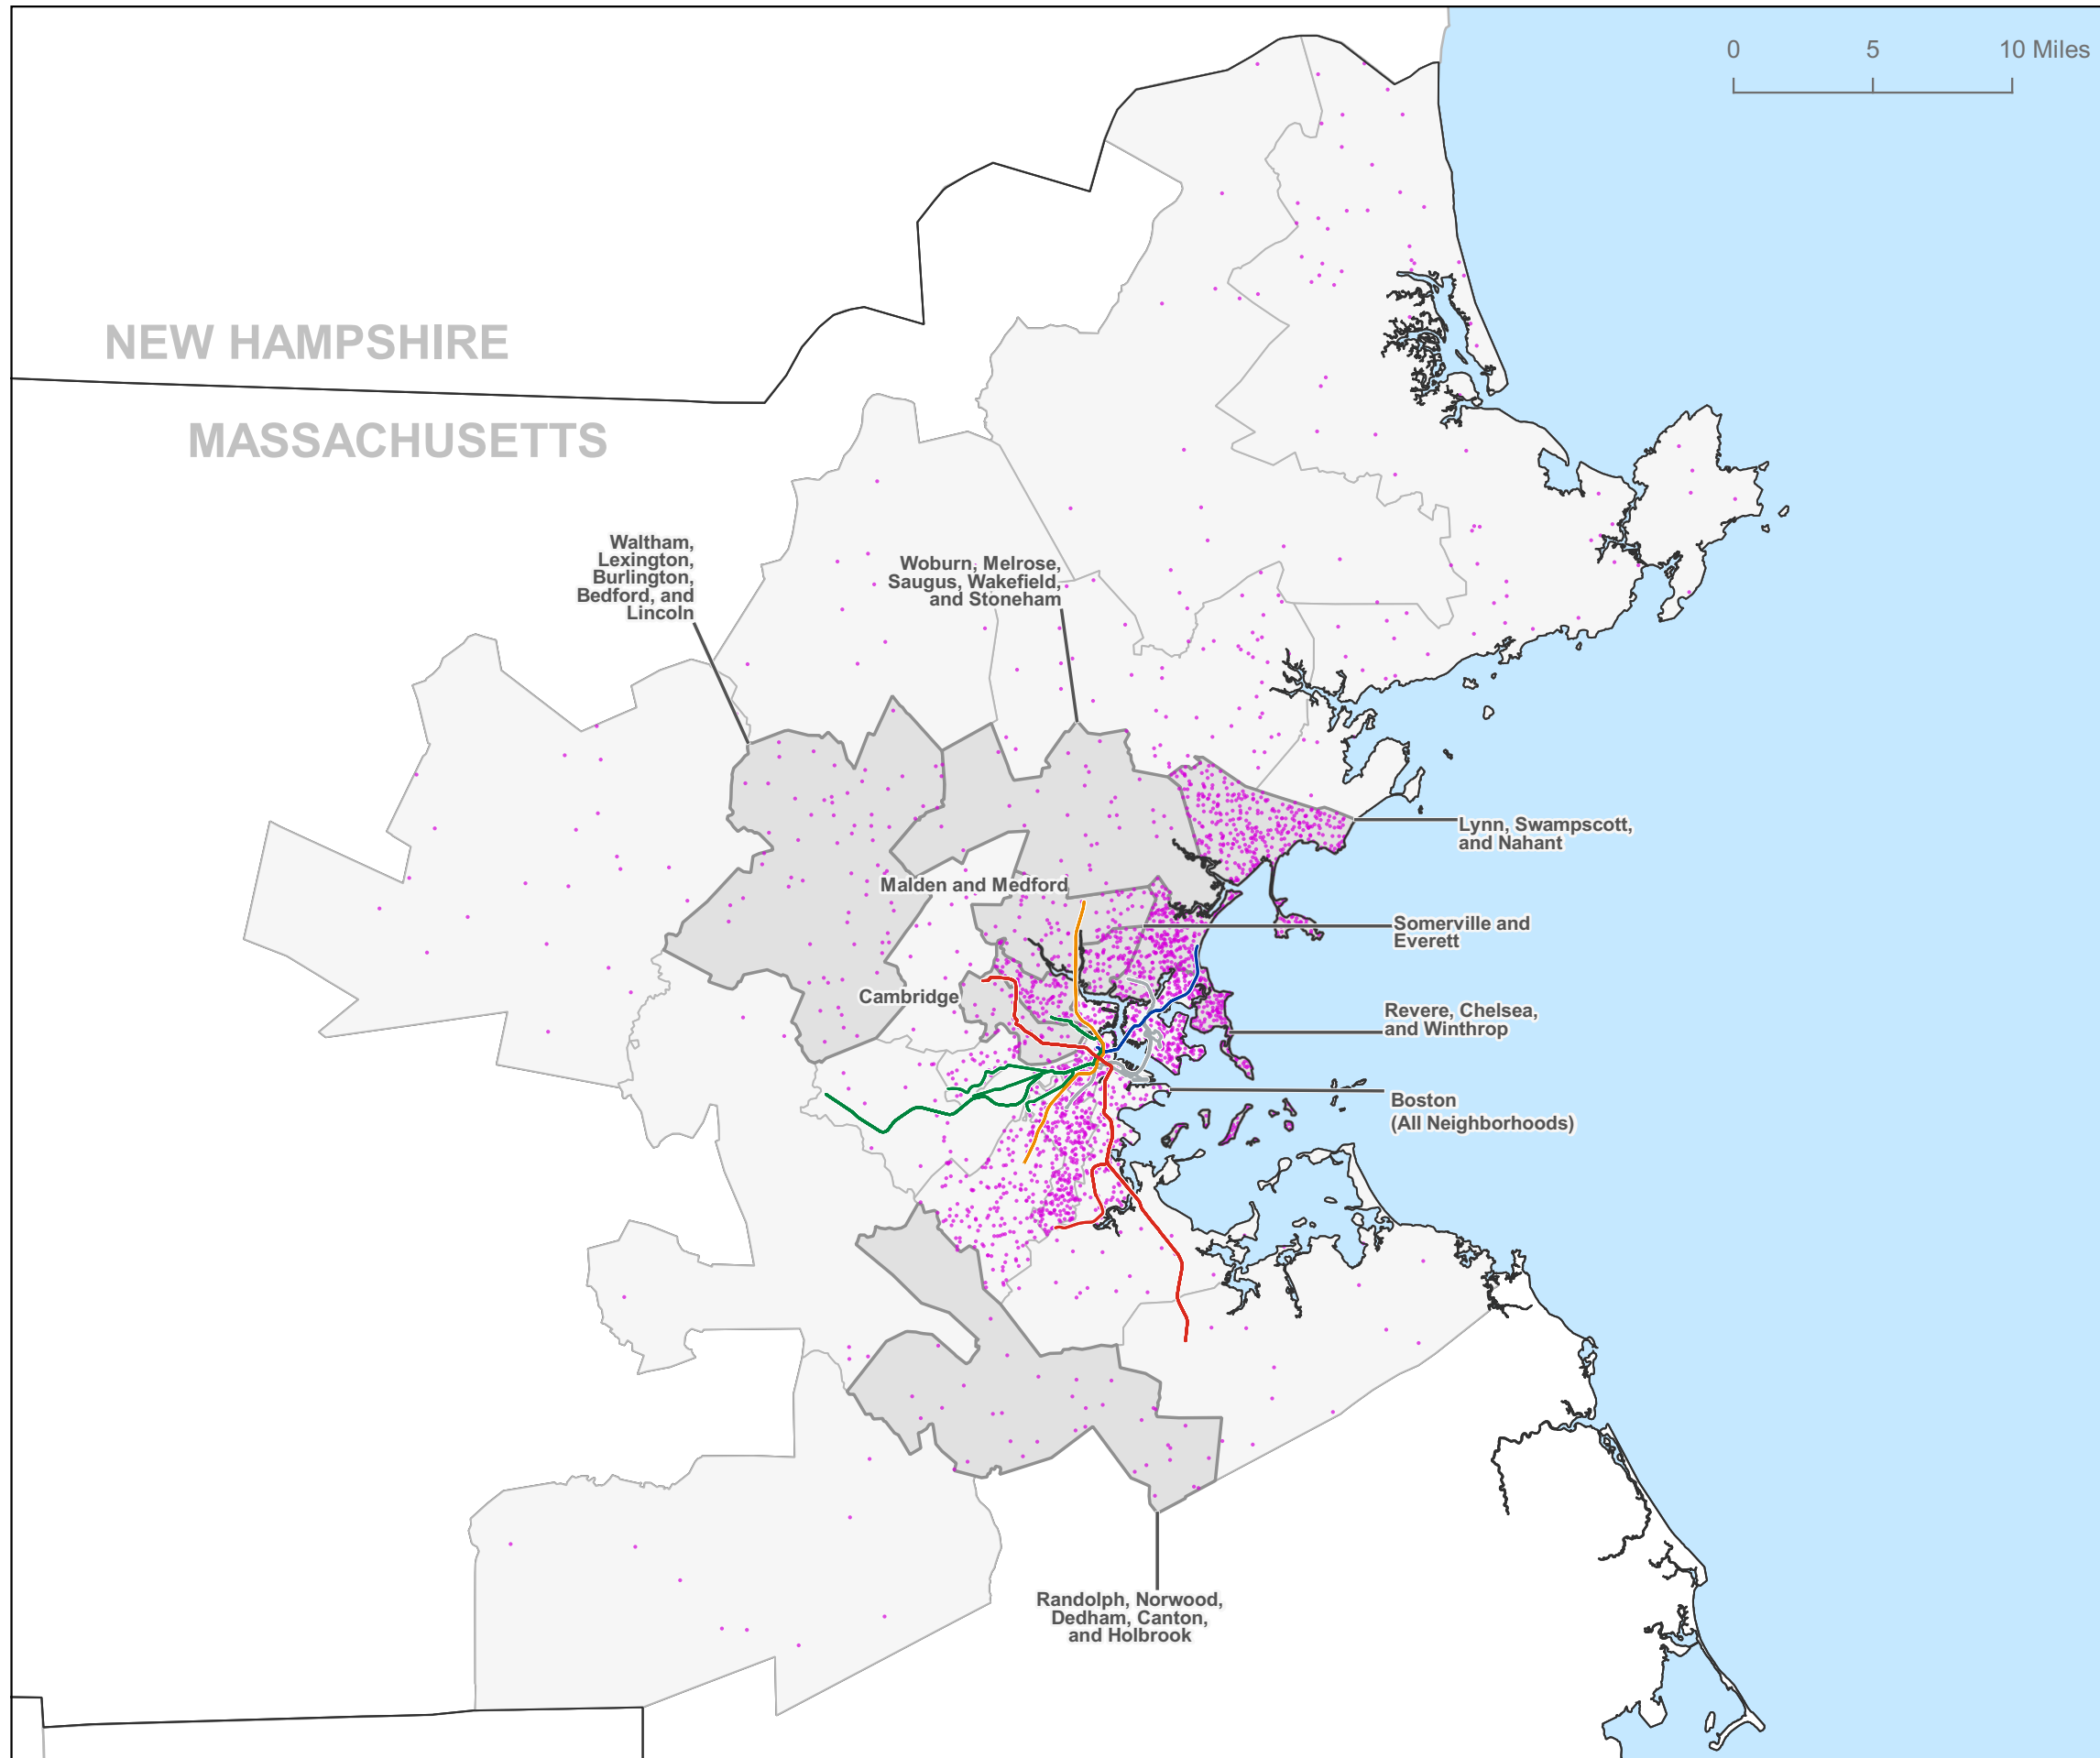 0 5 10 Miles
NEW HAMPSHIRE
MASSACHUSETTS
Waltham,
Lexington,
Burlington,
Bedford, and
Lincoln
Woburn, Melrose,
Saugus, Wakefield,
and Stoneham
Lynn, Swampscott,
and Nahant
Malden and Medford
Somerville and
Everett
Cambridge
Revere, Chelsea,
and Winthrop
Boston
(All Neighborhoods)
Randolph, Norwood,
Dedham, Canton,
and Holbrook